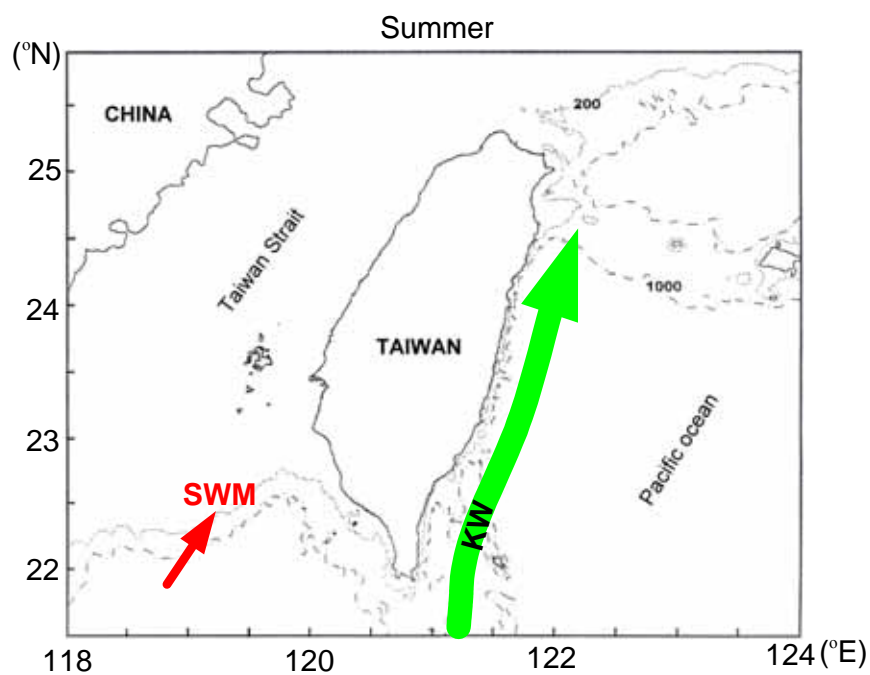 Summer
(°N)
CHINA
200
25
Taiwan Strait
1000
24
TAIWAN
23
Pacific ocean
SWM
KW
22
118
120
122
124
(°E)